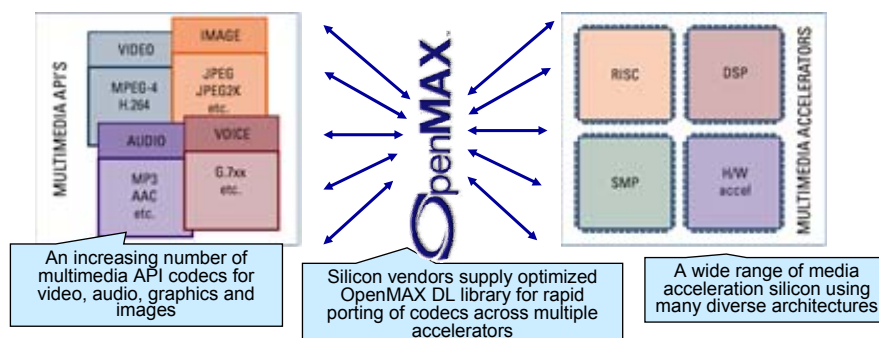 MULTIMEDIA API'S
VIDEO
MPEG-4
H.264
IMAGE
JPEG
JPEG2K
etc.
AUDIO
MP3
AAC
etc.
VOICE
G.7xx
etc.
OpenMAX™
RISC
DSP
SMP
H/W
accel
MULTIMEDIA ACCELERATORS
An increasing number of
multimedia API codecs for
video, audio, graphics and
images
Silicon vendors supply optimized
OpenMAX DL library for rapid
porting of codecs across multiple
accelerators
A wide range of media
acceleration silicon using
many diverse architectures